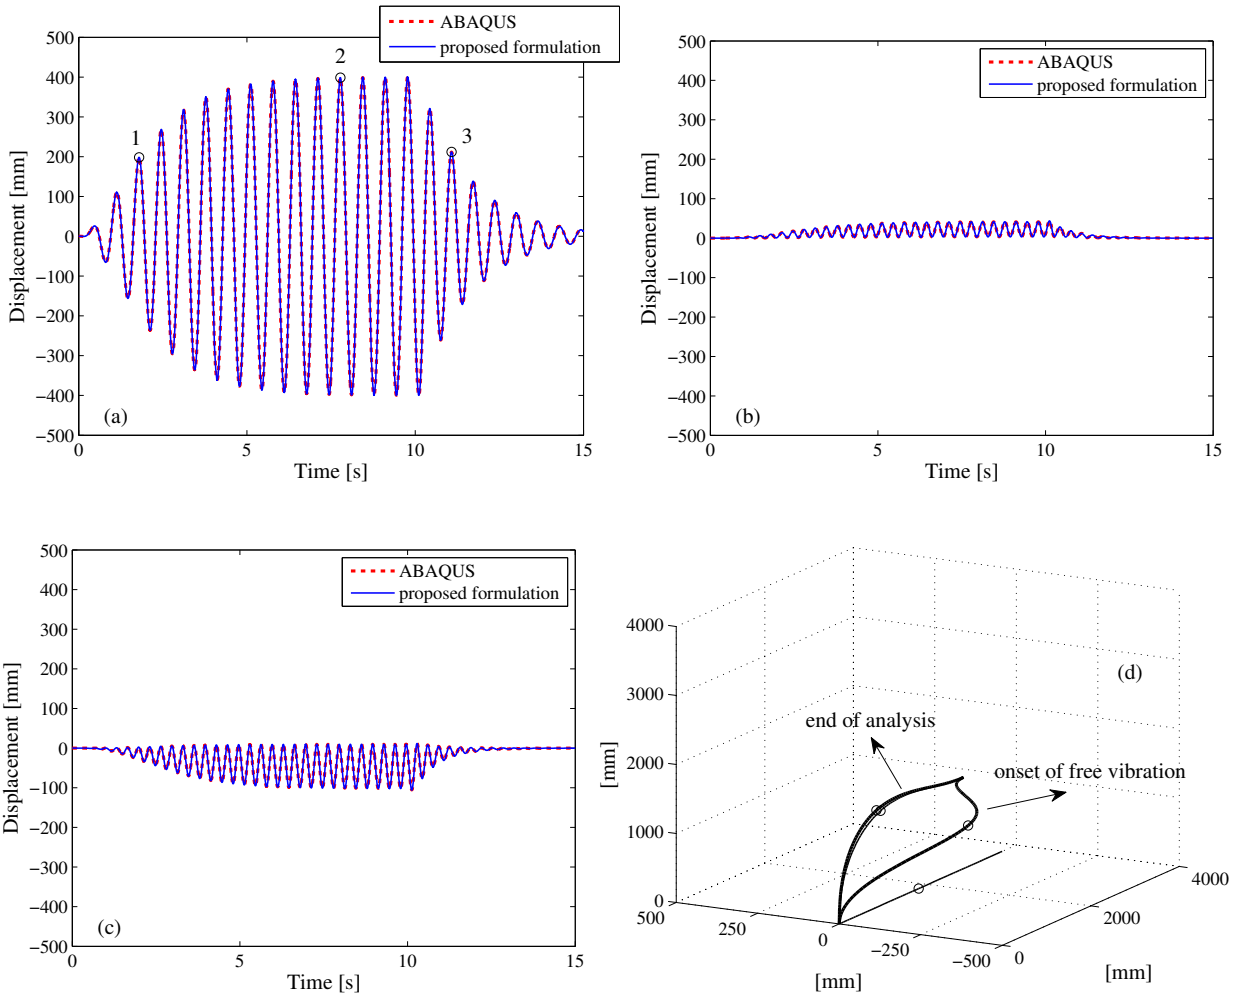 ABAQUS
proposed formulation
500
400
300
200
100
0
−100
−200
−300
−400
−500
Displacement [mm]
1
2
3
(a)
0
5
10
15
Time [s]
ABAQUS
proposed formulation
500
400
300
200
100
0
−100
−200
−300
−400
−500
Displacement [mm]
(b)
0
5
10
15
Time [s]
ABAQUS
proposed formulation
500
400
300
200
100
0
−100
−200
−300
−400
−500
Displacement [mm]
(c)
0
5
10
15
Time [s]
(d)
4000
3000
2000
1000
0
[mm]
end of analysis
onset of free vibration
500
250
0
−250
−500
[mm]
0
2000
4000
[mm]